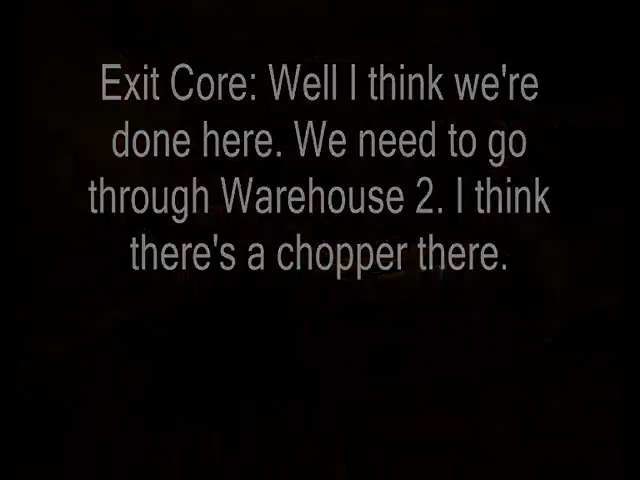 Exit Core: Well I think we're
done here. We need to go
through Warehouse 2. I think
there's a chopper there.